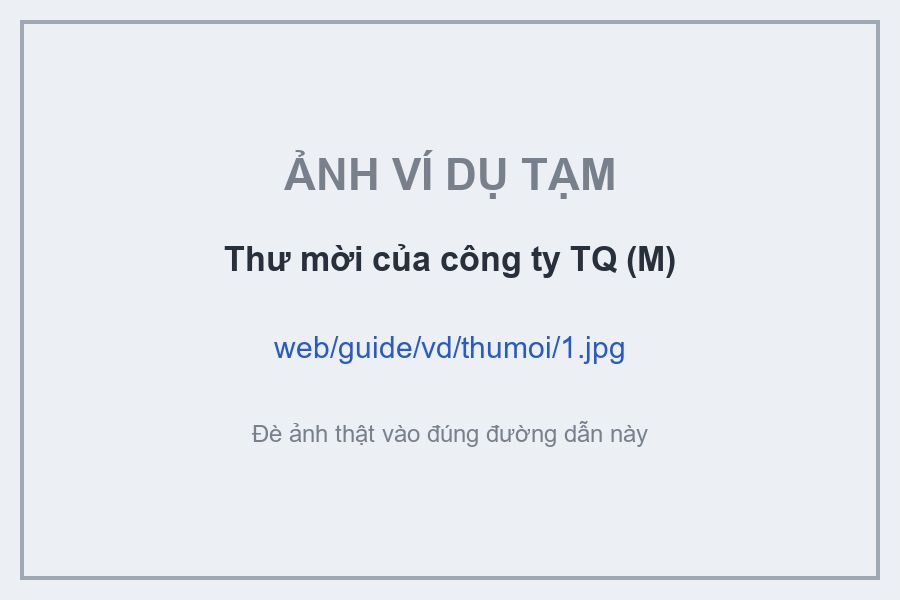 ẢNH VÍ DỤ TẠM
Thư mời của công ty TQ (M)
web/guide/vd/thumoi/1.jpg
Đè ảnh thật vào đúng đường dẫn này